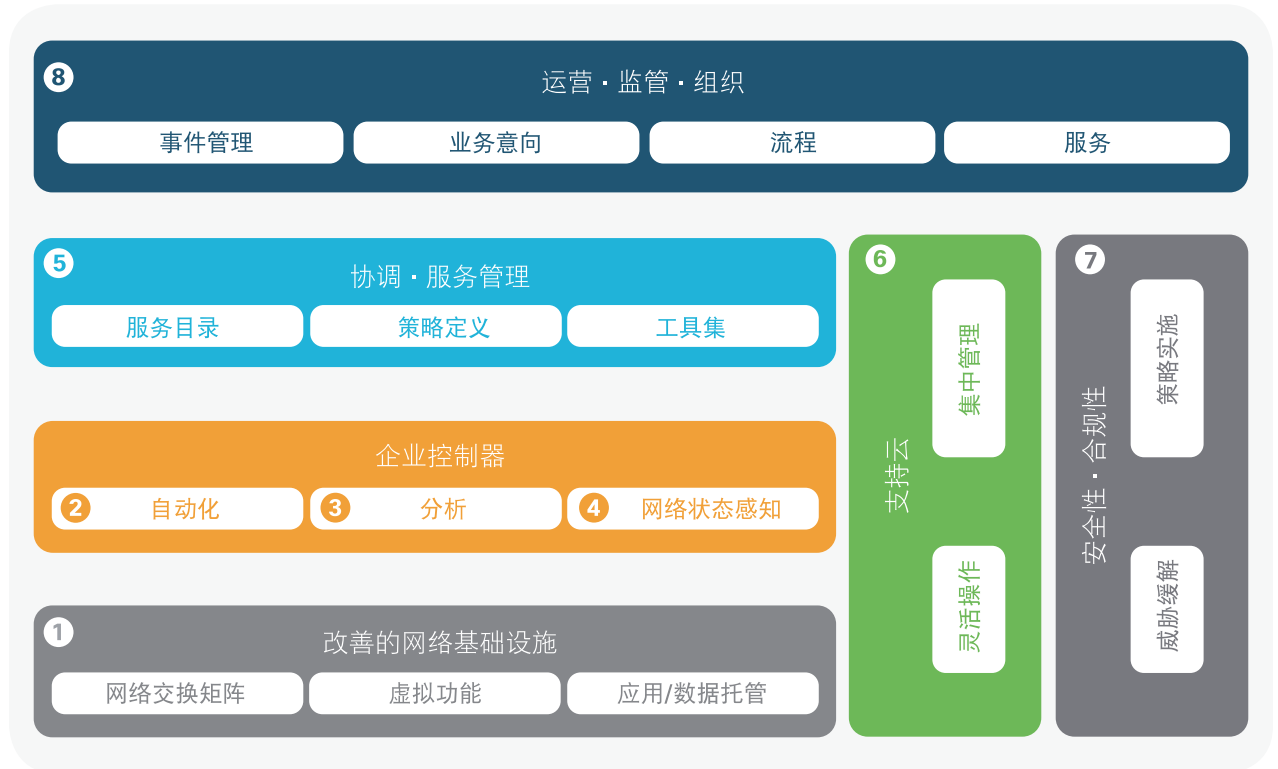 8
运营·监管·组织
事件管理
业务意向
流程
服务
5
协调·服务管理
服务目录
策略定义
工具集
企业控制器
2
自动化
3
分析
4
网络状态感知
1
改善的网络基础设施
网络交换矩阵
虚拟功能
应用/数据托管
6
支持云
集中管理
灵活操作
7
安全性·合规性
策略实施
威胁缓解